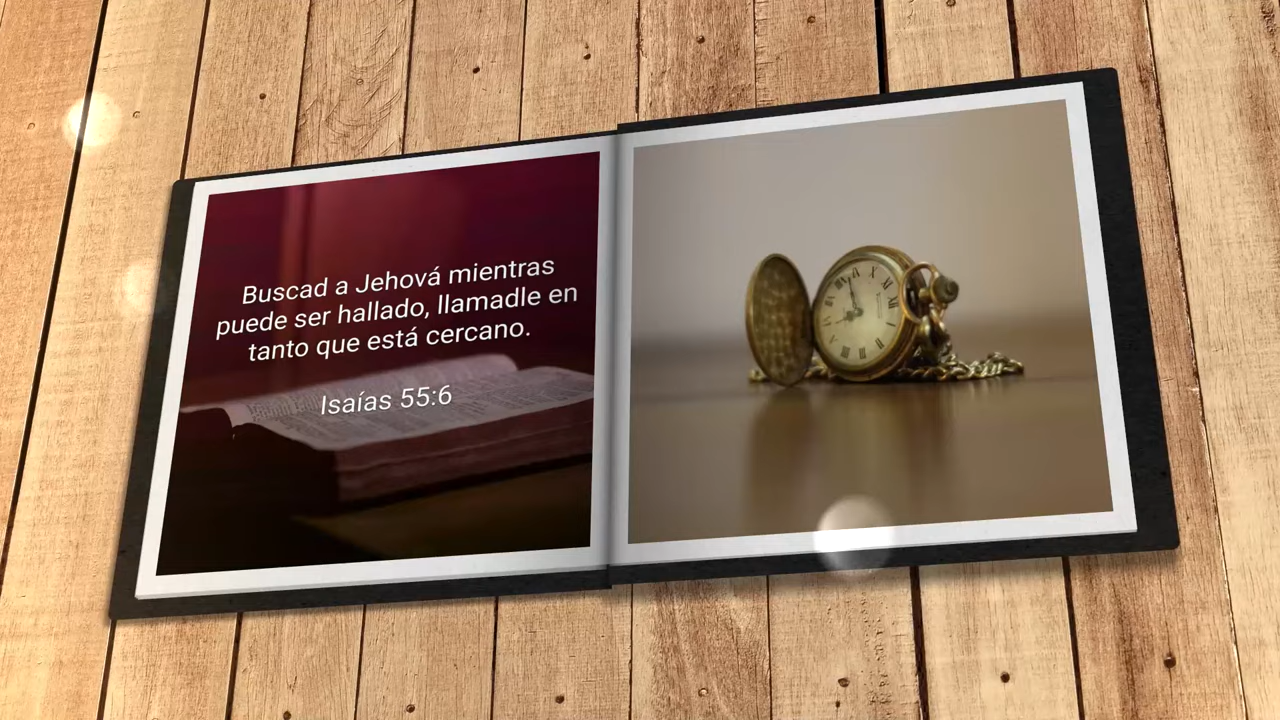 Buscad a Jehová mientras
puede ser hallado, llamadle en
tanto que está cercano.
Isaías 55:6